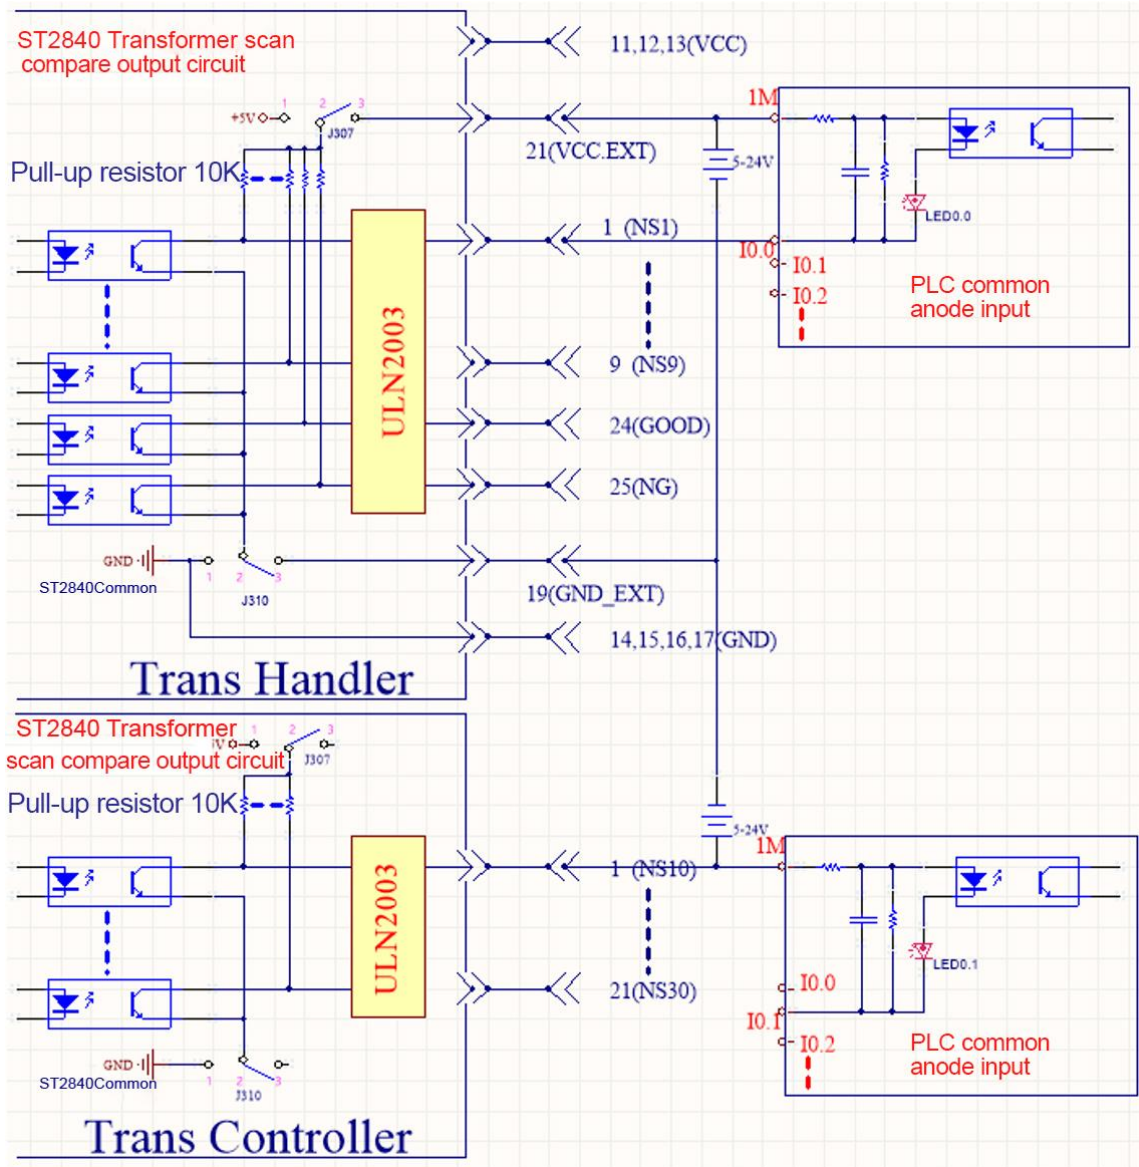 ST2840 Transformer scan
compare output circuit
11,12,13(VCC)
+5V
1
2
3
J307
21(VCC.EXT)
1M
5-24V
Pull-up resistor 10K
1 (NS1)
LED0.0
I0.0
I0.1
I0.2
PLC common
anode input
ULN2003
9 (NS9)
24(GOOD)
25(NG)
GND
1
2
3
ST2840Common
J310
19(GND_EXT)
14,15,16,17(GND)
Trans Handler
ST2840 Transformer
scan compare output circuit
1
2
3
J307
Pull-up resistor 10K
5-24V
1M
1 (NS10)
ULN2003
LED0.1
21(NS30)
I0.0
I0.1
I0.2
PLC common
anode input
GND
1
2
3
ST2840Common
J310
Trans Controller